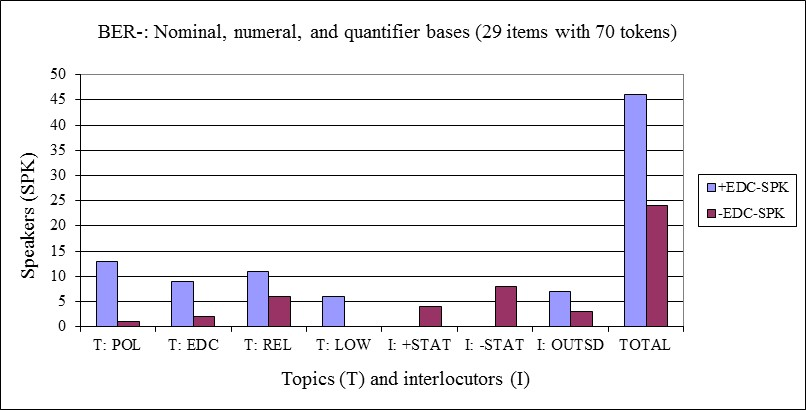 BER-: Nominal, numeral, and quantifier bases (29 items with 70 tokens)
50
45
40
35
30
25
20
15
10
5
0
Speakers (SPK)
T: POL T: EDC T: REL T: LOW I: +STAT I: -STAT I: OUTSD TOTAL
Topics (T) and interlocutors (I)
+EDC-SPK
-EDC-SPK